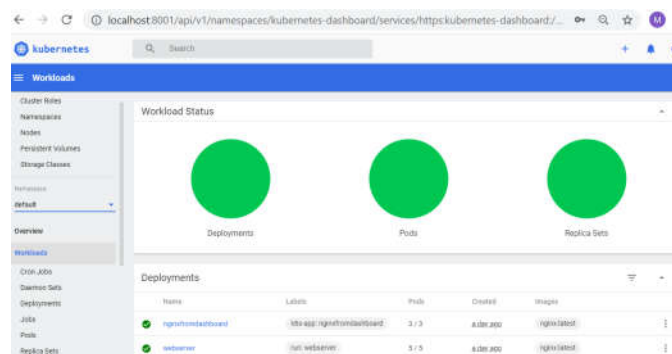 localhost:8001/api/v1/namespaces/kubernetes-dashboard/services/https:kubernetes-dashboard:/...
M
kubernetes
Search
Workloads
Cluster Roles
Namespaces
Nodes
Persistent Volumes
Storage Classes
Namespace
default
Overview
Workloads
Cron Jobs
Daemon Sets
Deployments
Jobs
Pods
Replica Sets
Workload Status
Deployments Pods Replica Sets
Deployments
Name Labels Pods Created Images
nginxfromdashboard k8s-app: nginxfromdashboard 3 / 3 a day ago nginx:latest
webserver run: webserver 5 / 5 a day ago nginx:latest